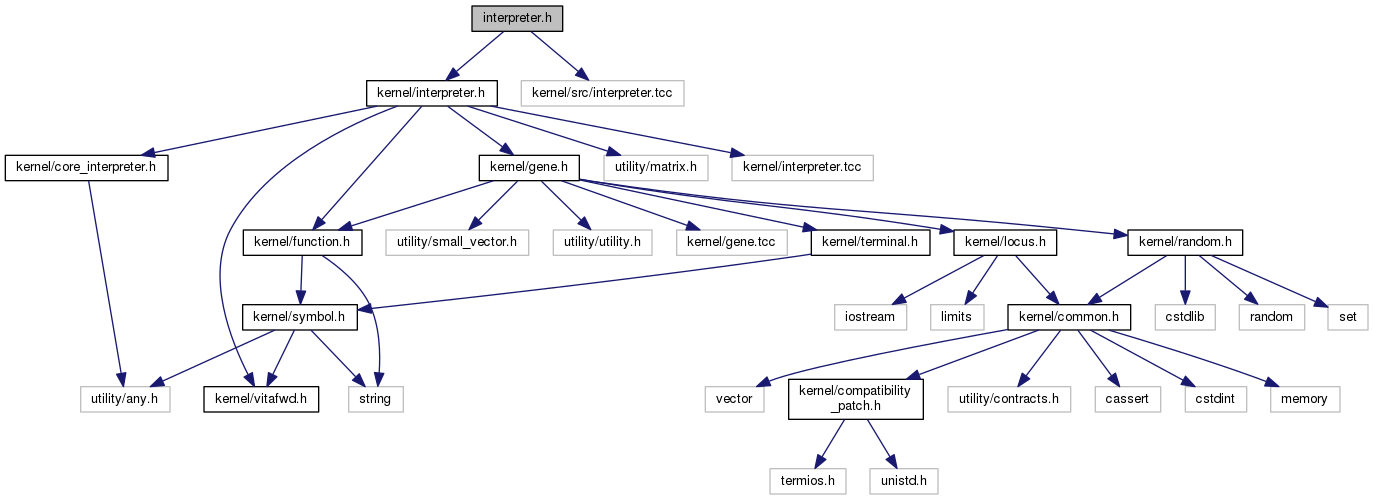 interpreter.h
kernel/interpreter.h
kernel/src/interpreter.tcc
kernel/core_interpreter.h
kernel/gene.h
utility/matrix.h
kernel/interpreter.tcc
kernel/function.h
utility/small_vector.h
utility/utility.h
kernel/gene.tcc
kernel/terminal.h
kernel/locus.h
kernel/random.h
kernel/symbol.h
iostream
limits
kernel/common.h
cstdlib
random
set
utility/any.h
kernel/vitafwd.h
string
vector
kernel/compatibility
_patch.h
utility/contracts.h
cassert
cstdint
memory
termios.h
unistd.h